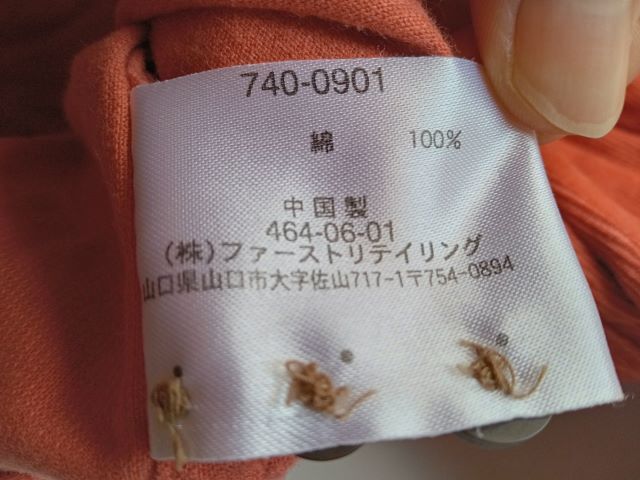 740-0901
綿 100%
中国製
464-06-01
(株)ファーストリテイリング
山口県山口市大字佐山717-1〒754-0894